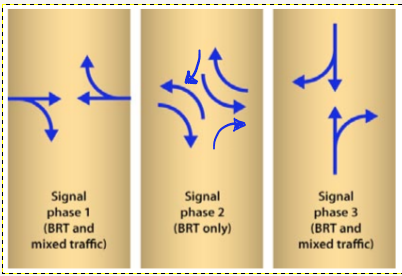 Signal
phase 1
(BRT and
mixed traffic)
Signal
phase 2
(BRT only)
Signal
phase 3
(BRT and
mixed traffic)